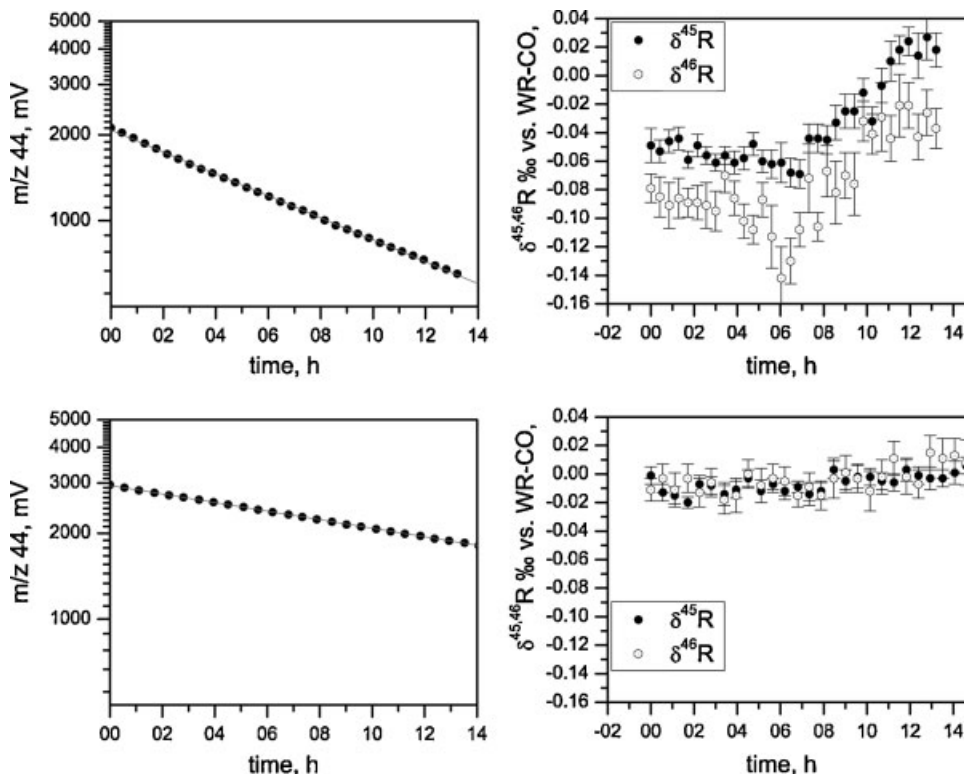 5000
4000
3000
2000
1000
m/z 44, mV
00 02 04 06 08 10 12 14
time, h
0.04
0.02
0.00
-0.02
-0.04
-0.06
-0.08
-0.10
-0.12
-0.14
-0.16
δ45,46R ‰ vs. WR-CO,
δ45R
δ46R
-02 00 02 04 06 08 10 12 14
time, h
5000
4000
3000
2000
1000
m/z 44, mV
00 02 04 06 08 10 12 14
time, h
0.04
0.02
0.00
-0.02
-0.04
-0.06
-0.08
-0.10
-0.12
-0.14
-0.16
δ45,46R ‰ vs. WR-CO,
δ45R
δ46R
-02 00 02 04 06 08 10 12 14
time, h